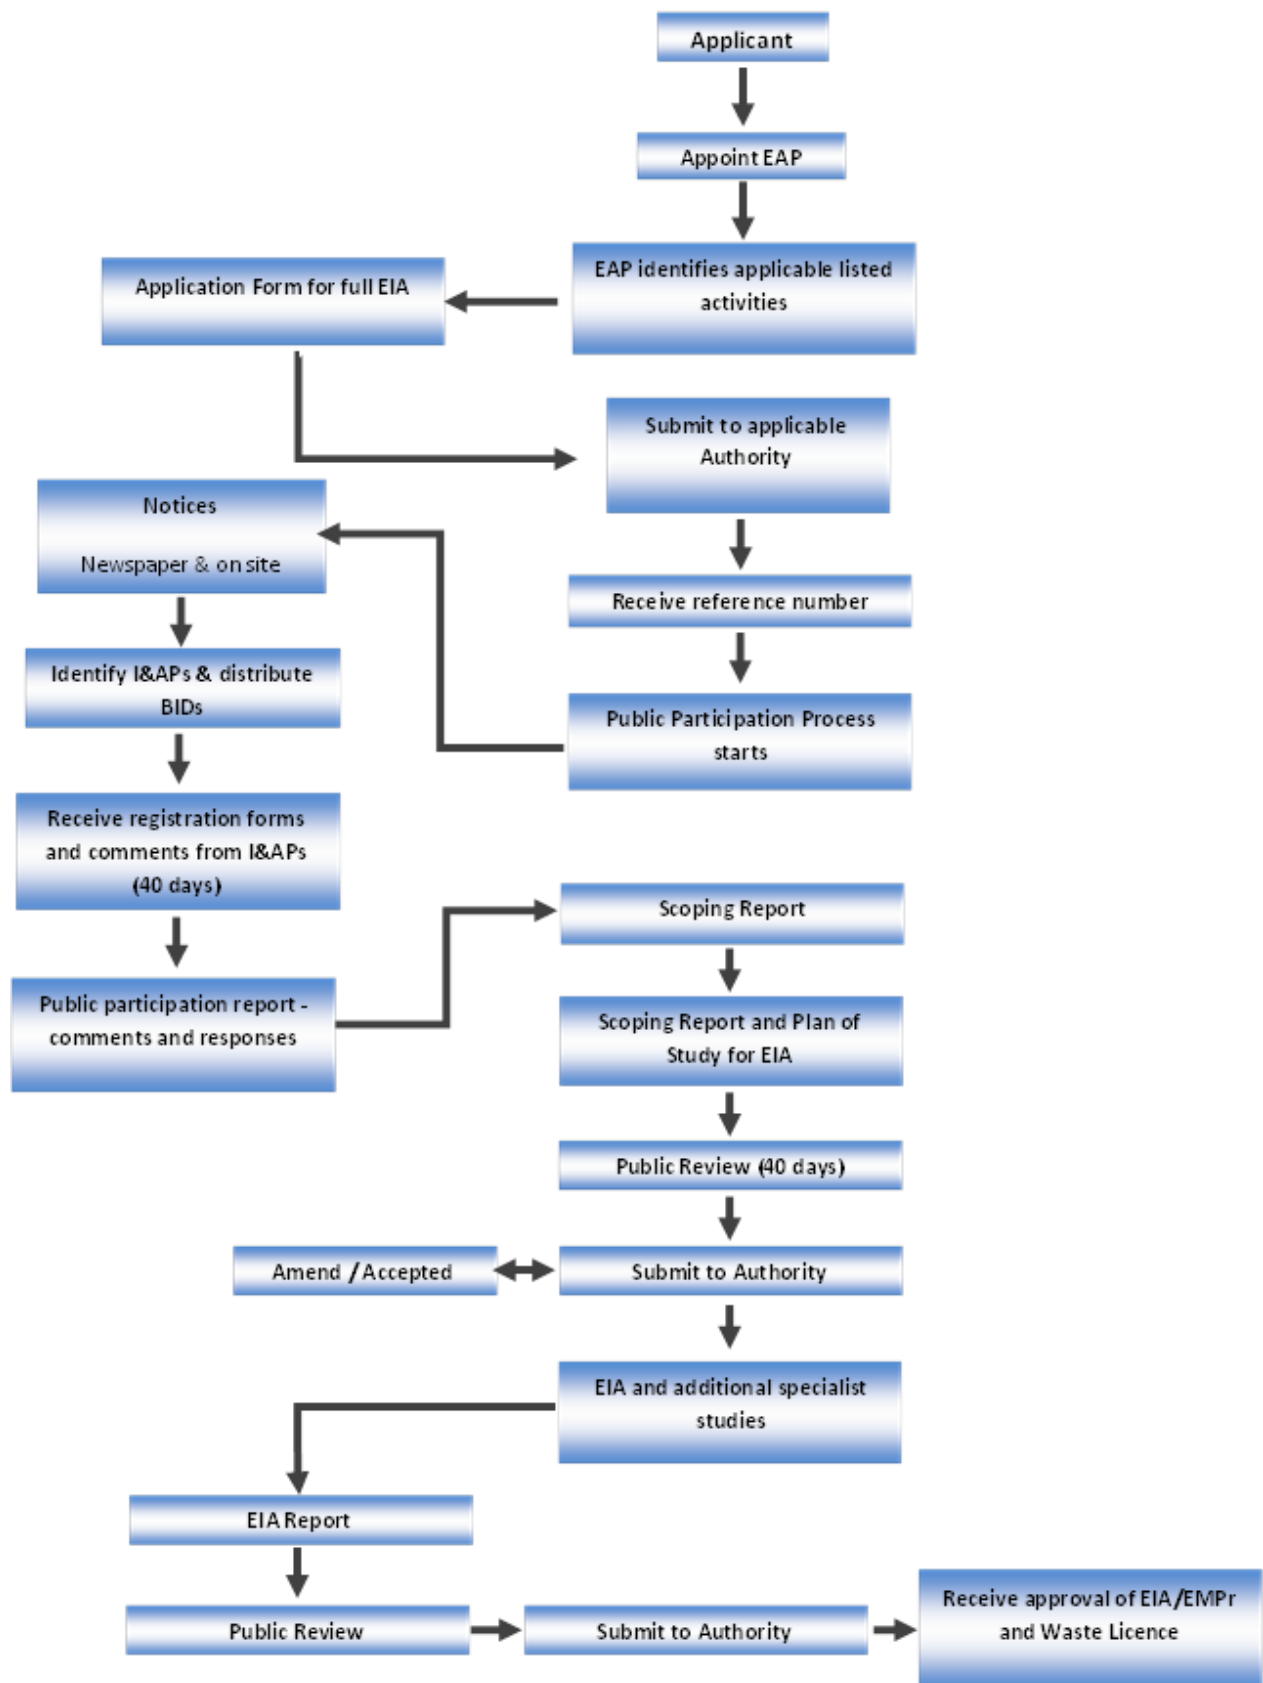 Applicant
Appoint EAP
EAP identifies applicable listed
activities
Application Form for full EIA
Submit to applicable
Authority
Receive reference number
Public Participation Process
starts
Notices
Newspaper & on site
Identify I&APs & distribute
BIDs
Receive registration forms
and comments from I&APs
(40 days)
Public participation report -
comments and responses
Scoping Report
Scoping Report and Plan of
Study for EIA
Public Review (40 days)
Submit to Authority
Amend / Accepted
EIA and additional specialist
studies
EIA Report
Public Review
Submit to Authority
Receive approval of EIA/EMPr
and Waste Licence